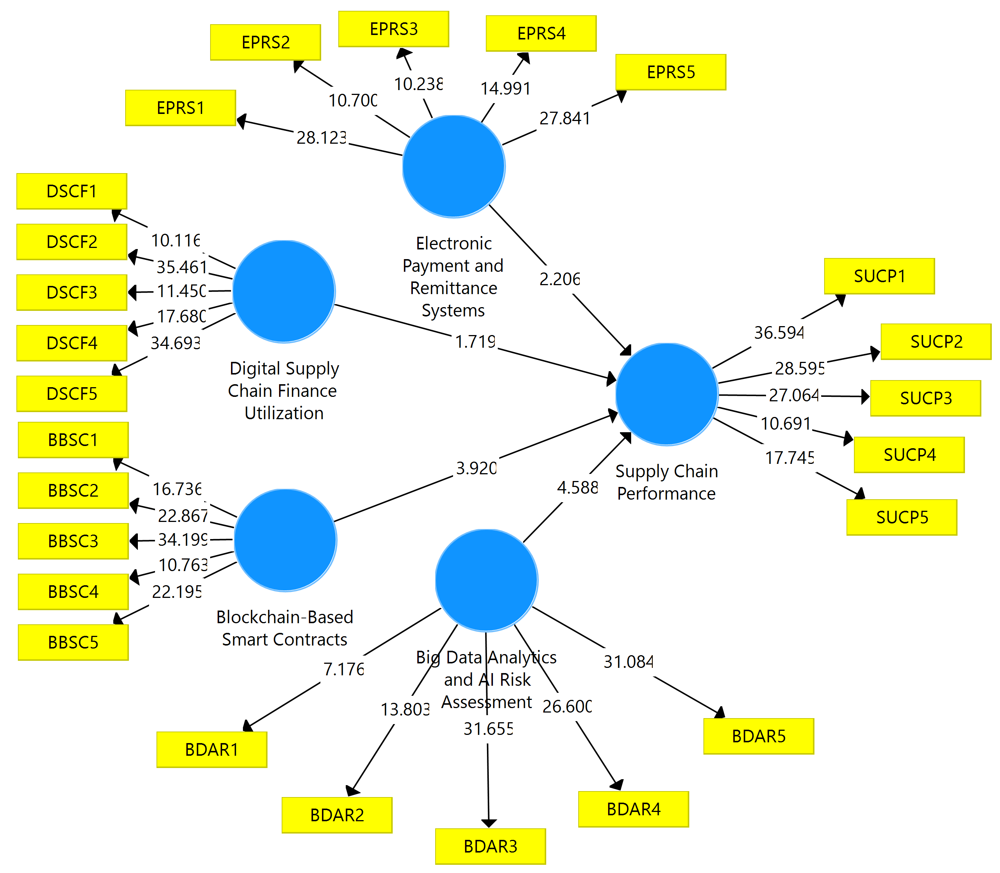 EPRS3
EPRS4
EPRS2
EPRS5
EPRS1
10.238
14.991
10.700
27.841
28.123
DSCF1
DSCF2
DSCF3
DSCF4
DSCF5
10.116
35.461
11.450
17.680
34.693
Electronic
Payment and
Remittance
Systems
2.206
1.719
Digital Supply
Chain Finance
Utilization
SUCP1
SUCP2
SUCP3
SUCP4
SUCP5
36.594
28.595
27.064
10.691
17.745
Supply Chain
Performance
BBSC1
BBSC2
BBSC3
BBSC4
BBSC5
16.736
22.867
34.199
10.763
22.195
3.920
4.588
Blockchain-Based
Smart Contracts
Big Data Analytics
and AI Risk
Assessment
7.176
13.803
31.655
26.600
31.084
BDAR1
BDAR2
BDAR3
BDAR4
BDAR5